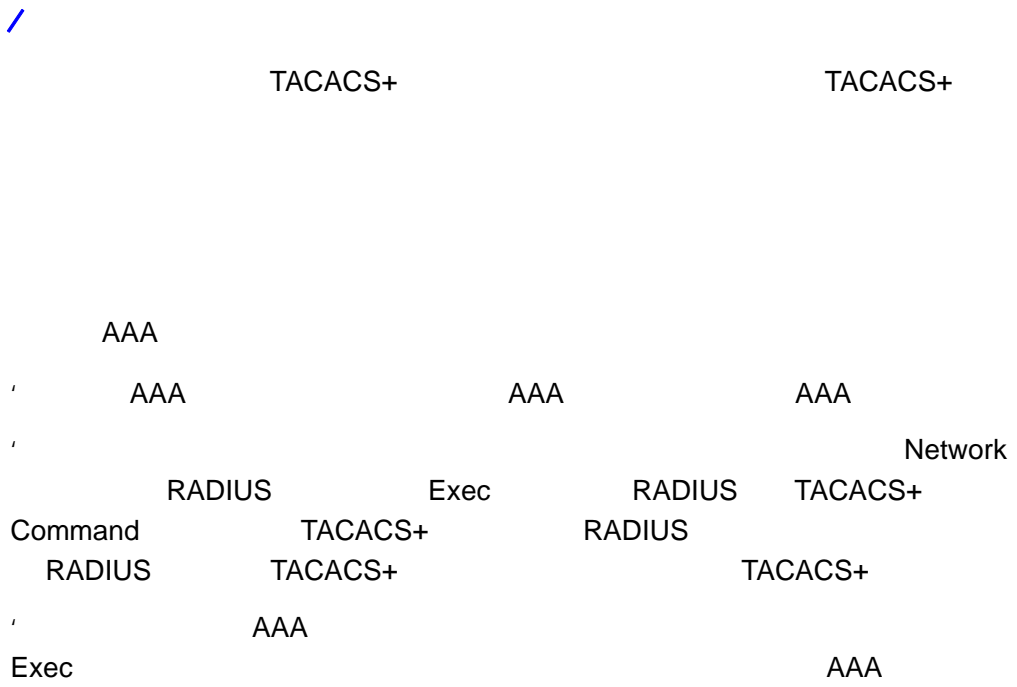 /
TACACS+ TACACS+
AAA
' AAA AAA AAA
' Network
RADIUS Exec RADIUS TACACS+
Command TACACS+ RADIUS
RADIUS TACACS+ TACACS+
' AAA
Exec AAA